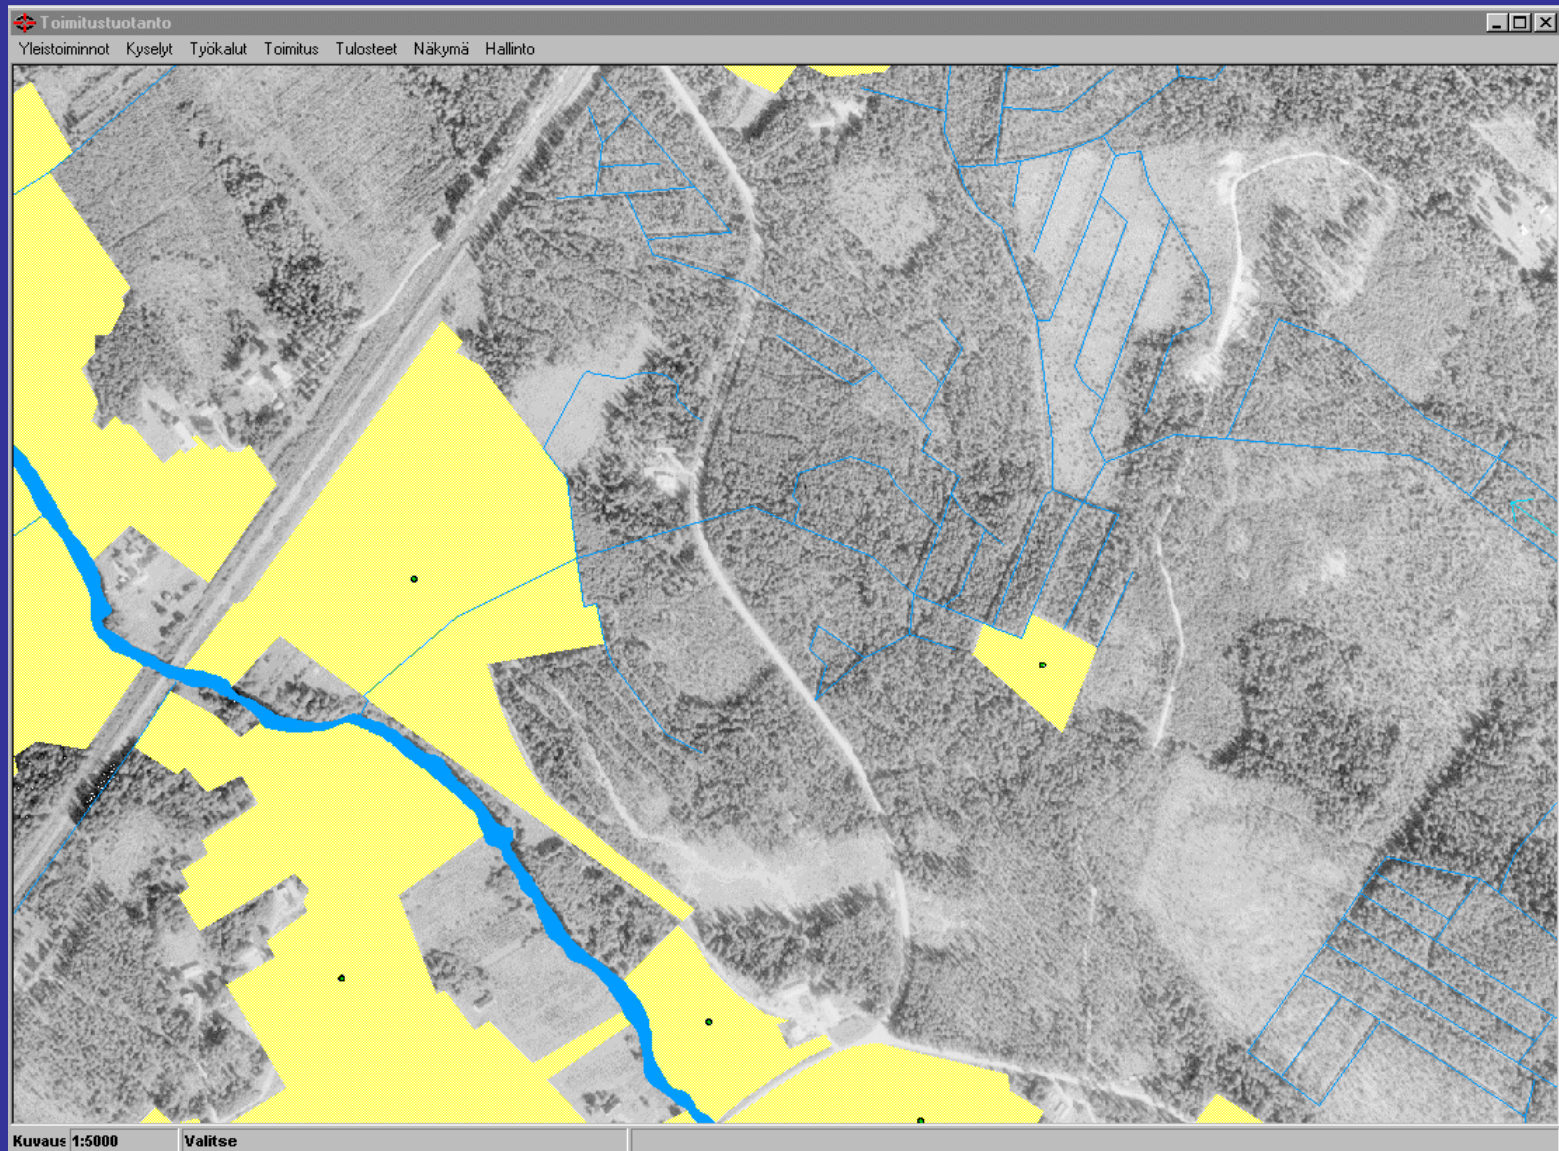 Toimitustuotanto
Yleistoiminnot Kyselyt Työkalut Toimitus Tulosteet Näkymä Hallinto
Kuvaus 1:5000 Valitse